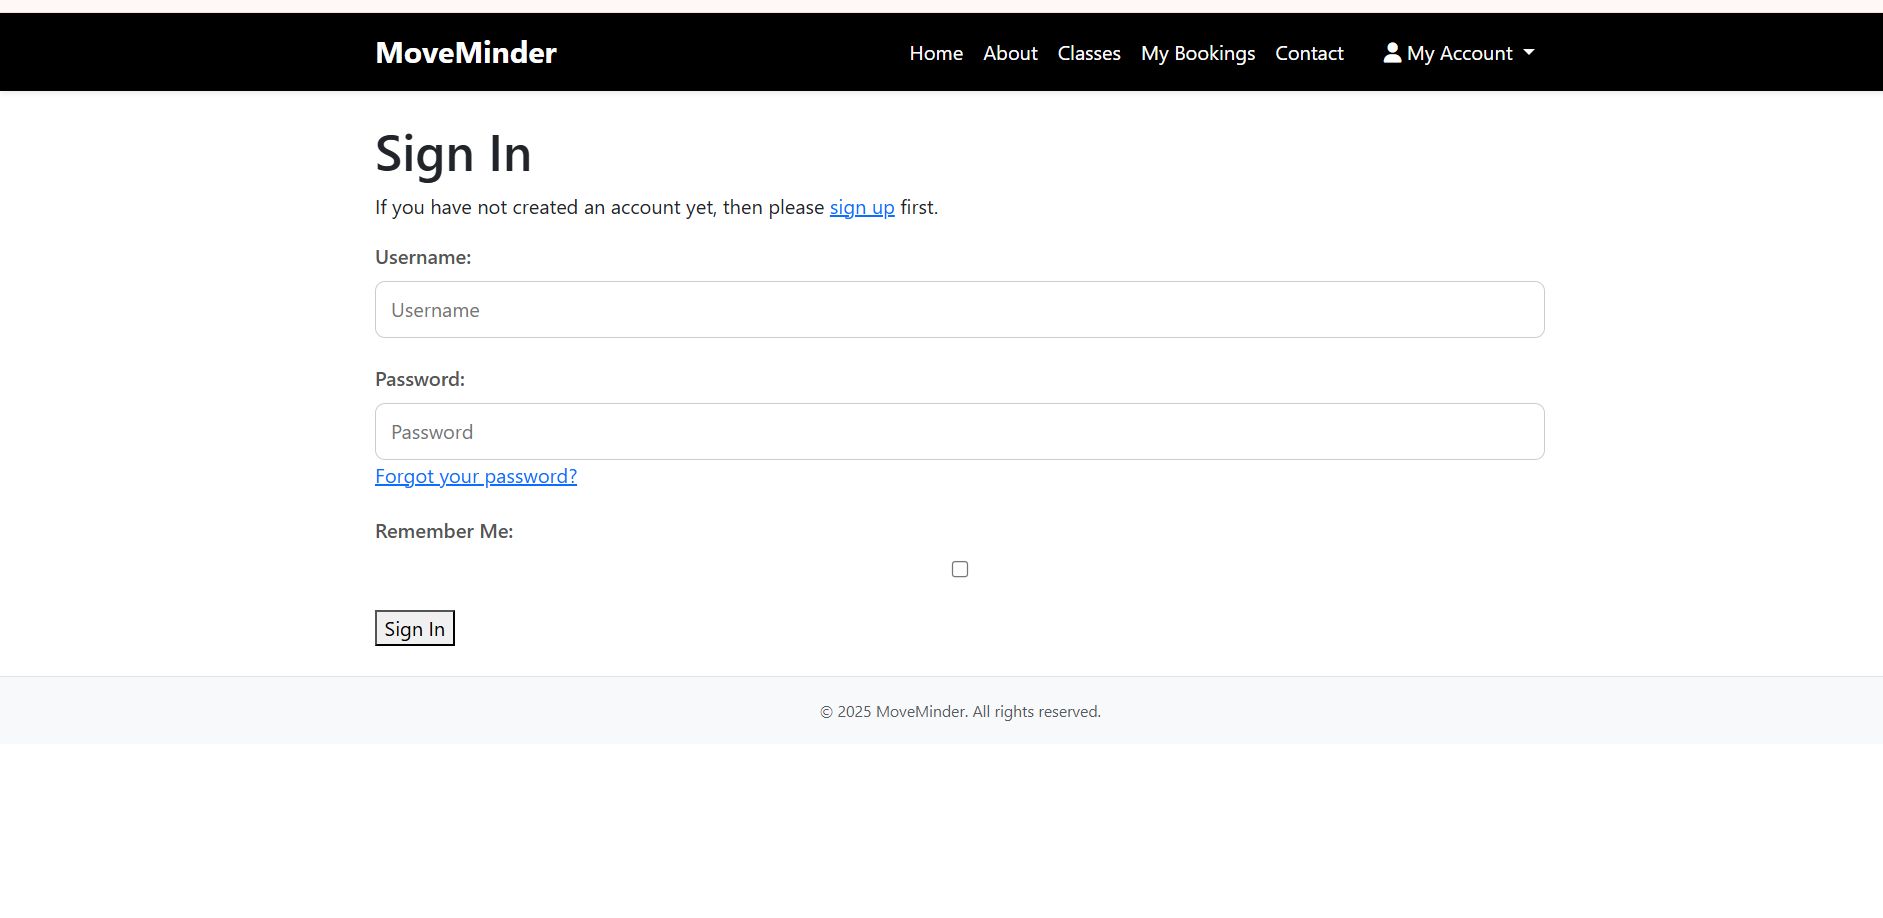 MoveMinder Home About Classes My Bookings Contact My Account
Sign In
If you have not created an account yet, then please sign up first.
Username:
Username
Password:
Password
Forgot your password?
Remember Me:
Sign In
© 2025 MoveMinder. All rights reserved.